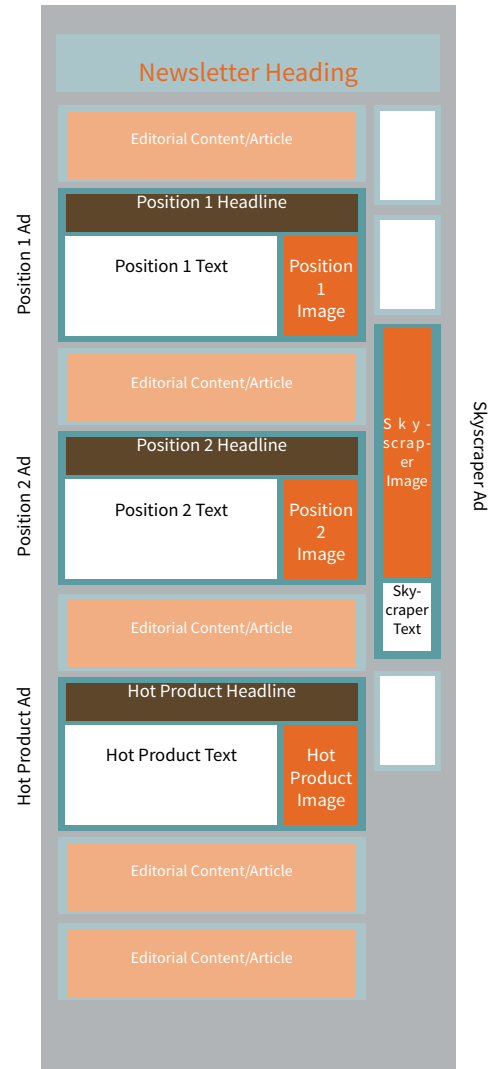 Newsletter Heading
Editorial Content/Article
Position 1 Ad
Position 1 Headline
Position 1 Text
Position
1
Image
Editorial Content/Article
Position 2 Ad
Position 2 Headline
Position 2 Text
Position
2
Image
Editorial Content/Article
Hot Product Ad
Hot Product Headline
Hot Product Text
Hot
Product
Image
Editorial Content/Article
Editorial Content/Article
Sky-
scrap-
er
Image
Sky-
craper
Text
Skyscraper Ad